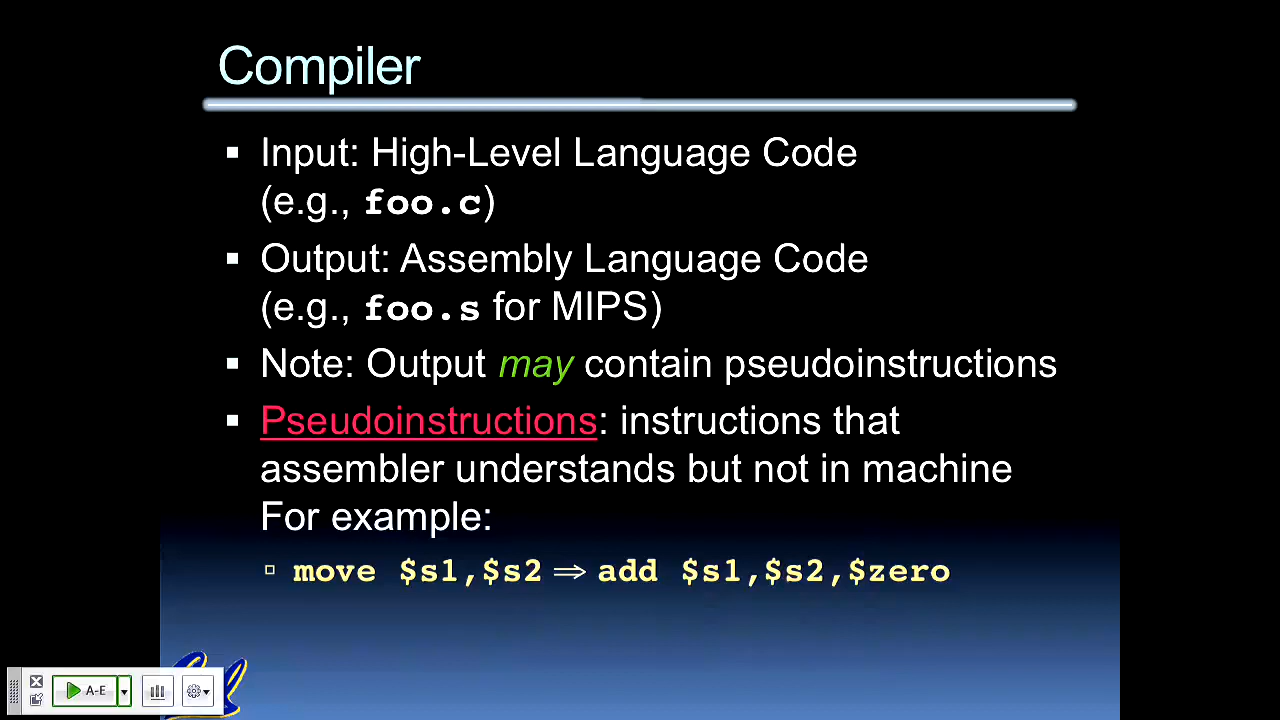 Compiler
▪ Input: High-Level Language Code
(e.g., foo.c)
▪ Output: Assembly Language Code
(e.g., foo.s for MIPS)
▪ Note: Output may contain pseudoinstructions
▪ Pseudoinstructions: instructions that
assembler understands but not in machine
For example:
▫ move $s1,$s2 ⇒ add $s1,$s2,$zero
A-E